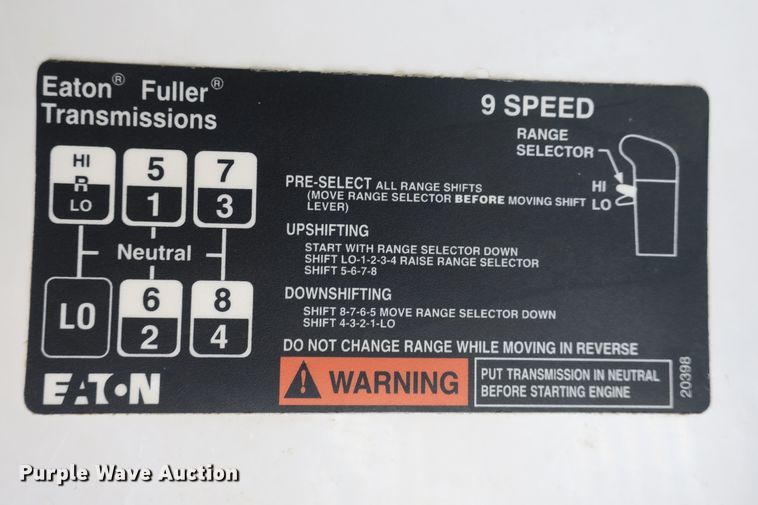 Eaton® Fuller®
Transmissions
9 SPEED
RANGE
SELECTOR
HI
LO
HI
R
LO
5
1
7
3
Neutral
LO
6
2
8
4
PRE-SELECT ALL RANGE SHIFTS
(MOVE RANGE SELECTOR BEFORE MOVING SHIFT
LEVER)
UPSHIFTING
START WITH RANGE SELECTOR DOWN
SHIFT LO-1-2-3-4 RAISE RANGE SELECTOR
SHIFT 5-6-7-8
DOWNSHIFTING
SHIFT 8-7-6-5 MOVE RANGE SELECTOR DOWN
SHIFT 4-3-2-1-LO
DO NOT CHANGE RANGE WHILE MOVING IN REVERSE
WARNING
PUT TRANSMISSION IN NEUTRAL
BEFORE STARTING ENGINE
EATON
20398
Purple Wave Auction